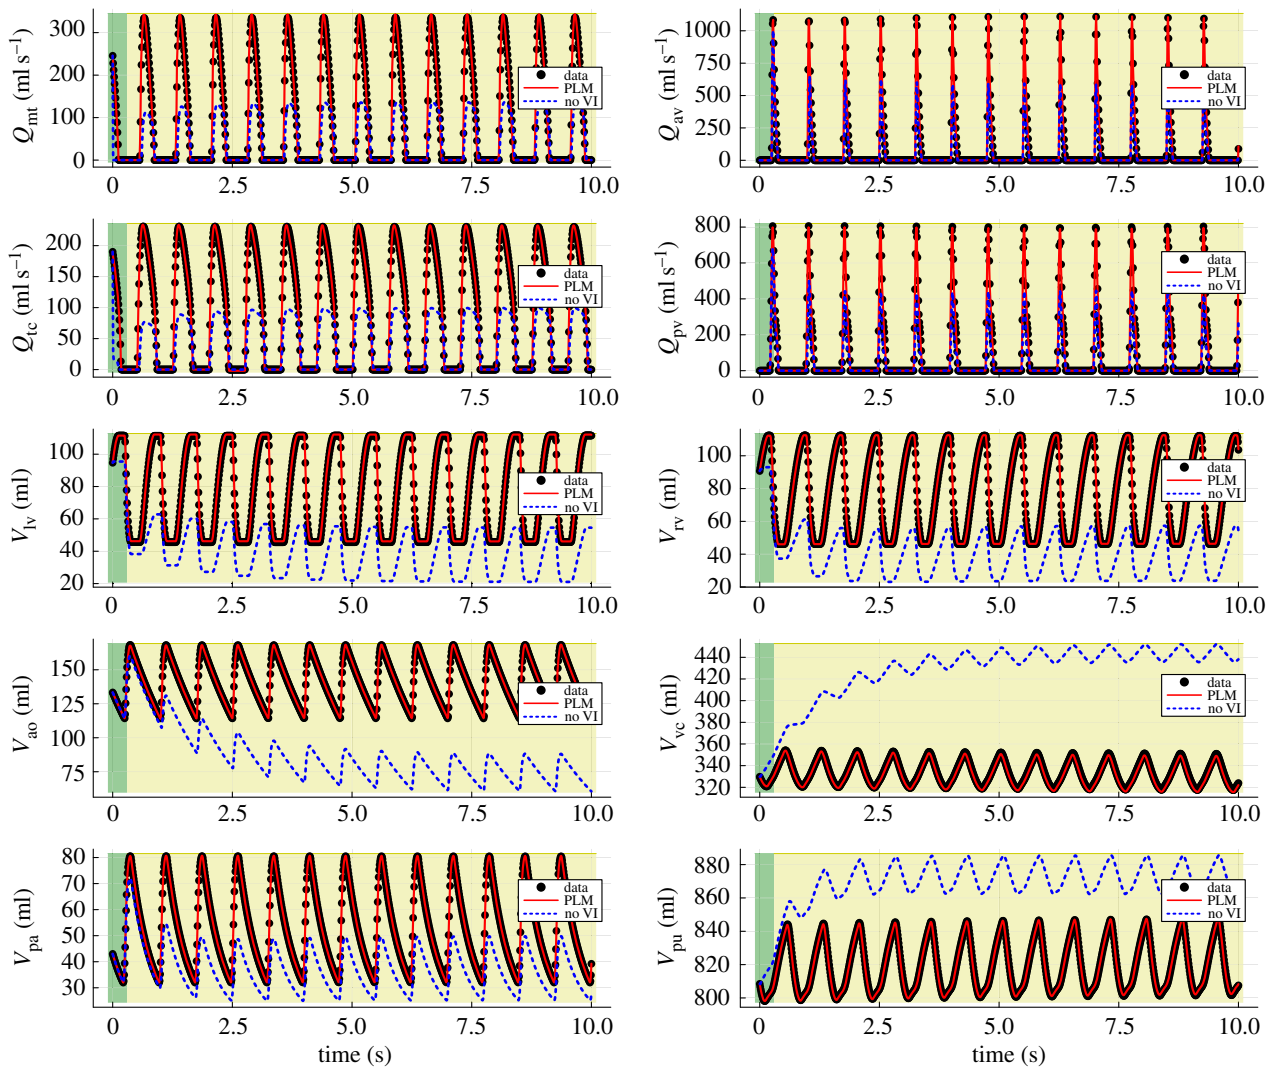 Q_mt (ml s⁻¹)
300
200
100
0
data
PLM
no VI
0 2.5 5.0 7.5 10.0
Q_av (ml s⁻¹)
1000
750
500
250
0
data
PLM
no VI
0 2.5 5.0 7.5 10.0
Q_tc (ml s⁻¹)
200
150
100
50
0
data
PLM
no VI
0 2.5 5.0 7.5 10.0
Q_pv (ml s⁻¹)
800
600
400
200
0
data
PLM
no VI
0 2.5 5.0 7.5 10.0
V_lv (ml)
100
80
60
40
20
data
PLM
no VI
0 2.5 5.0 7.5 10.0
V_rv (ml)
100
80
60
40
20
data
PLM
no VI
0 2.5 5.0 7.5 10.0
V_ao (ml)
150
125
100
75
data
PLM
no VI
0 2.5 5.0 7.5 10.0
V_vc (ml)
440
420
400
380
360
340
320
data
PLM
no VI
0 2.5 5.0 7.5 10.0
V_pa (ml)
80
70
60
50
40
30
data
PLM
no VI
0 2.5 5.0 7.5 10.0
time (s)
V_pu (ml)
880
860
840
820
800
data
PLM
no VI
0 2.5 5.0 7.5 10.0
time (s)